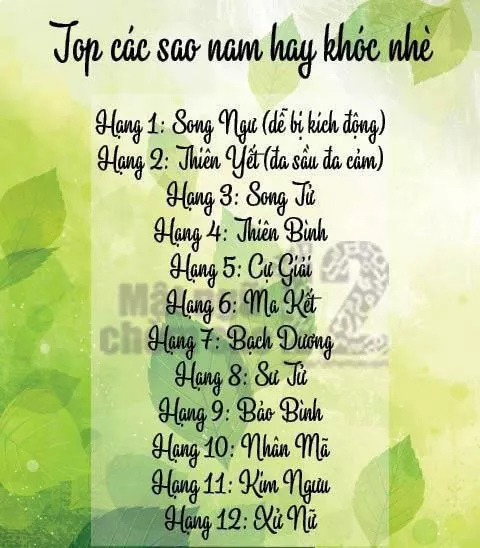 Top các sao nam hay khóc nhè
Hạng 1: Song Ngư (dễ bị kích động)
Hạng 2: Thiên Yết (đa sầu đa cảm)
Hạng 3: Song Tử
Hạng 4: Thiên Bình
Hạng 5: Cự Giải
Hạng 6: Ma Kết
Hạng 7: Bạch Dương
Hạng 8: Sư Tử
Hạng 9: Bảo Bình
Hạng 10: Nhân Mã
Hạng 11: Kim Ngưu
Hạng 12: Xử Nữ
12